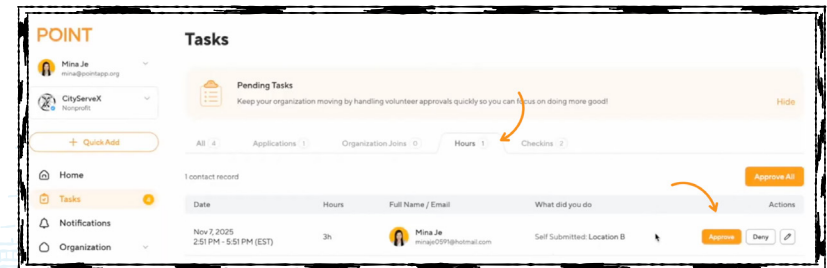 POINT
Mina Je
mina@pointapp.org
CityServeX
Nonprofit
+ Quick Add
Home
Tasks
Notifications
Organization
Tasks
Pending Tasks
Keep your organization moving by handling volunteer approvals quickly so you can focus on doing more good!
Hide
All 4 Applications 1 Organization Joins 0 Hours 1 Checkins 2
1 contact record
Approve All
Date Hours Full Name / Email What did you do Actions
Nov 7, 2025
2:51 PM - 5:51 PM (EST)
3h
Mina Je
minaje0591@hotmail.com
Self Submitted: Location B
Approve Deny